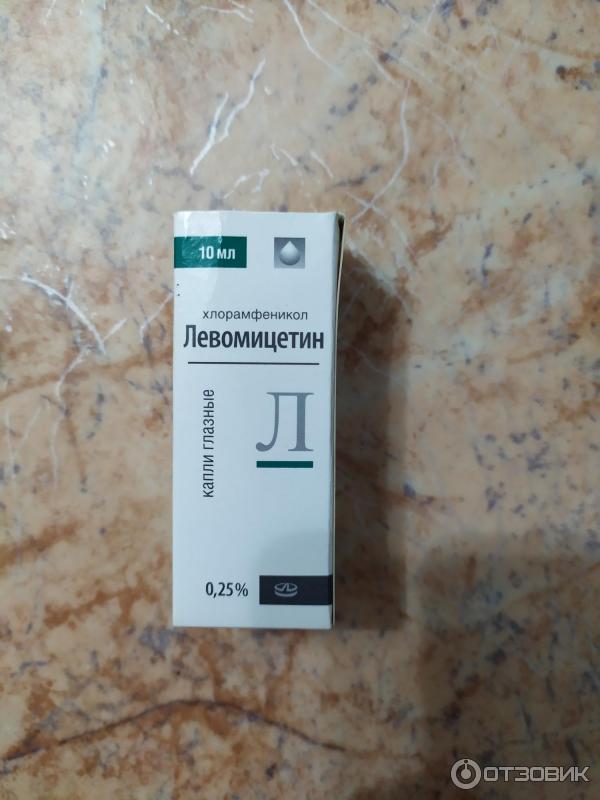 10 мл
хлорамфеникол
Левомицетин
капли глазные
Л
0,25%
ОТЗОВИК